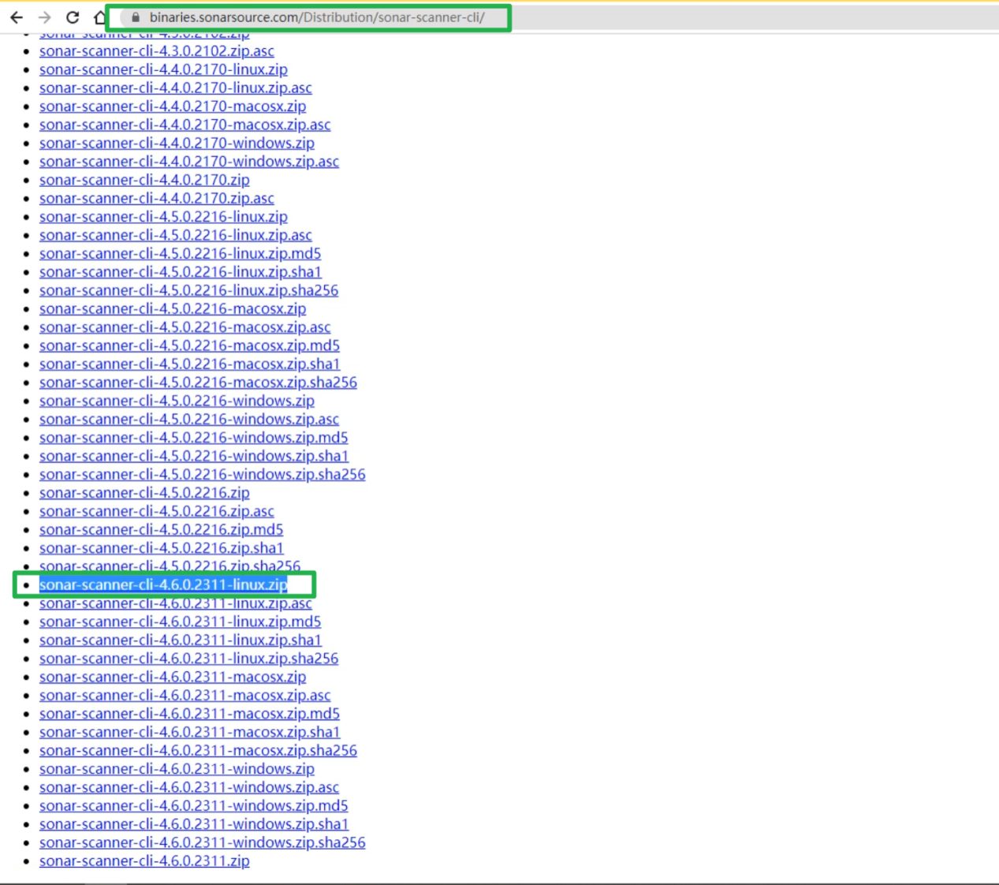 binaries.sonarsource.com/Distribution/sonar-scanner-cli/
sonar-scanner-cli-4.3.0.2102.zip
sonar-scanner-cli-4.3.0.2102.zip.asc
sonar-scanner-cli-4.4.0.2170-linux.zip
sonar-scanner-cli-4.4.0.2170-linux.zip.asc
sonar-scanner-cli-4.4.0.2170-macosx.zip
sonar-scanner-cli-4.4.0.2170-macosx.zip.asc
sonar-scanner-cli-4.4.0.2170-windows.zip
sonar-scanner-cli-4.4.0.2170-windows.zip.asc
sonar-scanner-cli-4.4.0.2170.zip
sonar-scanner-cli-4.4.0.2170.zip.asc
sonar-scanner-cli-4.5.0.2216-linux.zip
sonar-scanner-cli-4.5.0.2216-linux.zip.asc
sonar-scanner-cli-4.5.0.2216-linux.zip.md5
sonar-scanner-cli-4.5.0.2216-linux.zip.sha1
sonar-scanner-cli-4.5.0.2216-linux.zip.sha256
sonar-scanner-cli-4.5.0.2216-macosx.zip
sonar-scanner-cli-4.5.0.2216-macosx.zip.asc
sonar-scanner-cli-4.5.0.2216-macosx.zip.md5
sonar-scanner-cli-4.5.0.2216-macosx.zip.sha1
sonar-scanner-cli-4.5.0.2216-macosx.zip.sha256
sonar-scanner-cli-4.5.0.2216-windows.zip
sonar-scanner-cli-4.5.0.2216-windows.zip.asc
sonar-scanner-cli-4.5.0.2216-windows.zip.md5
sonar-scanner-cli-4.5.0.2216-windows.zip.sha1
sonar-scanner-cli-4.5.0.2216-windows.zip.sha256
sonar-scanner-cli-4.5.0.2216.zip
sonar-scanner-cli-4.5.0.2216.zip.asc
sonar-scanner-cli-4.5.0.2216.zip.md5
sonar-scanner-cli-4.5.0.2216.zip.sha1
sonar-scanner-cli-4.5.0.2216.zip.sha256
sonar-scanner-cli-4.6.0.2311-linux.zip
sonar-scanner-cli-4.6.0.2311-linux.zip.asc
sonar-scanner-cli-4.6.0.2311-linux.zip.md5
sonar-scanner-cli-4.6.0.2311-linux.zip.sha1
sonar-scanner-cli-4.6.0.2311-linux.zip.sha256
sonar-scanner-cli-4.6.0.2311-macosx.zip
sonar-scanner-cli-4.6.0.2311-macosx.zip.asc
sonar-scanner-cli-4.6.0.2311-macosx.zip.md5
sonar-scanner-cli-4.6.0.2311-macosx.zip.sha1
sonar-scanner-cli-4.6.0.2311-macosx.zip.sha256
sonar-scanner-cli-4.6.0.2311-windows.zip
sonar-scanner-cli-4.6.0.2311-windows.zip.asc
sonar-scanner-cli-4.6.0.2311-windows.zip.md5
sonar-scanner-cli-4.6.0.2311-windows.zip.sha1
sonar-scanner-cli-4.6.0.2311-windows.zip.sha256
sonar-scanner-cli-4.6.0.2311.zip